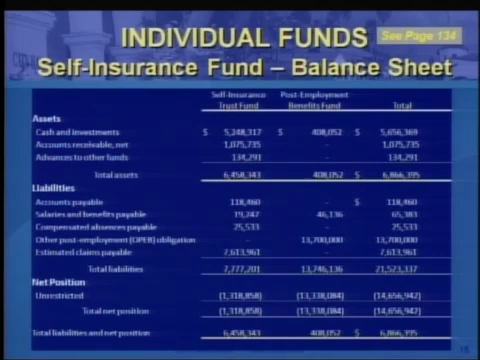 INDIVIDUAL FUNDS
See Page 134
Self-Insurance Fund – Balance Sheet
Self-Insurance Post-Employment
Trust Fund Benefits Fund Total
Assets
Cash and investments $ 5,248,317 $ 408,052 $ 5,656,369
Accounts receivable, net 1,075,735 - 1,075,735
Advances to other funds 134,291 - 134,291
Total assets 6,458,343 408,052 $ 6,866,395
Liabilities
Accounts payable 118,460 - $ 118,460
Salaries and benefits payable 19,247 46,136 65,383
Compensated absences payable 25,533 - 25,533
Other post-employment (OPEB) obligation - 13,700,000 13,700,000
Estimated claims payable 7,613,961 - 7,613,961
Total liabilities 7,777,201 13,746,136 21,523,337
Net Position
Unrestricted (1,318,858) (13,338,084) (14,656,942)
Total net position (1,318,858) (13,338,084) (14,656,942)
Total liabilities and net position 6,458,343 408,052 $ 6,866,395